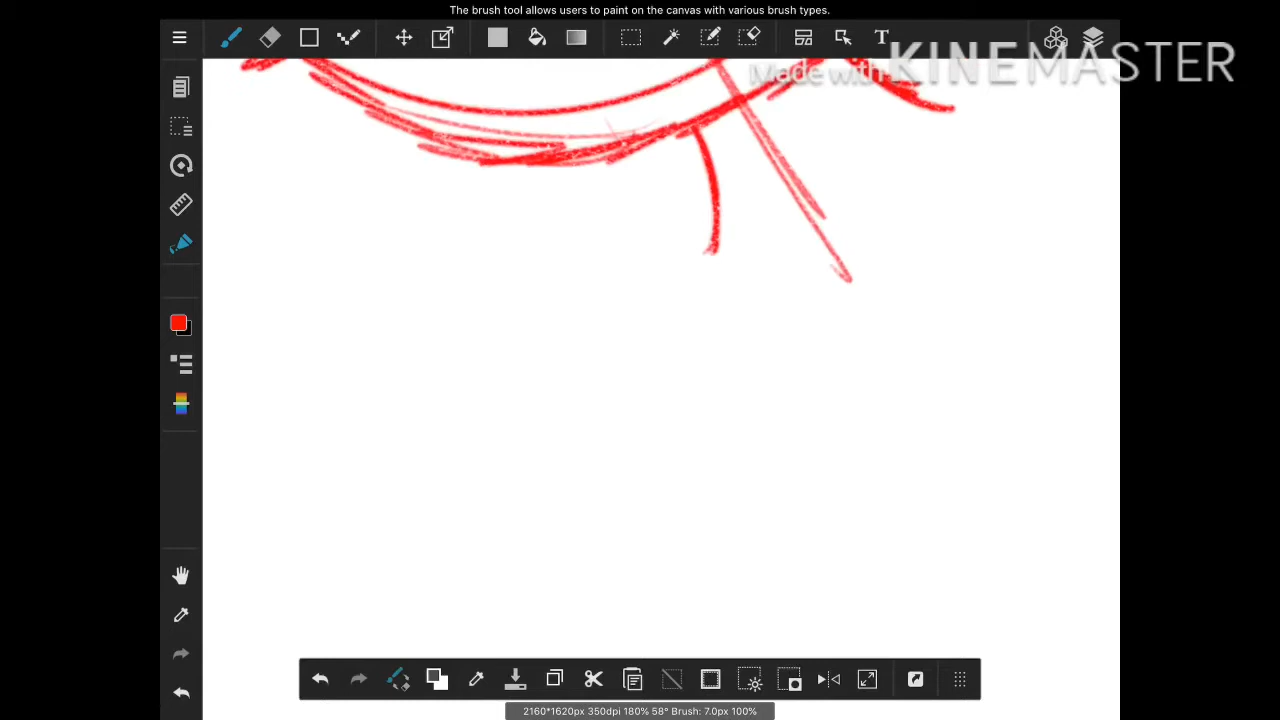 The brush tool allows users to paint on the canvas with various brush types.
T
Made with KINEMASTER
2160*1620px 350dpi 180% 58° Brush: 7.0px 100%